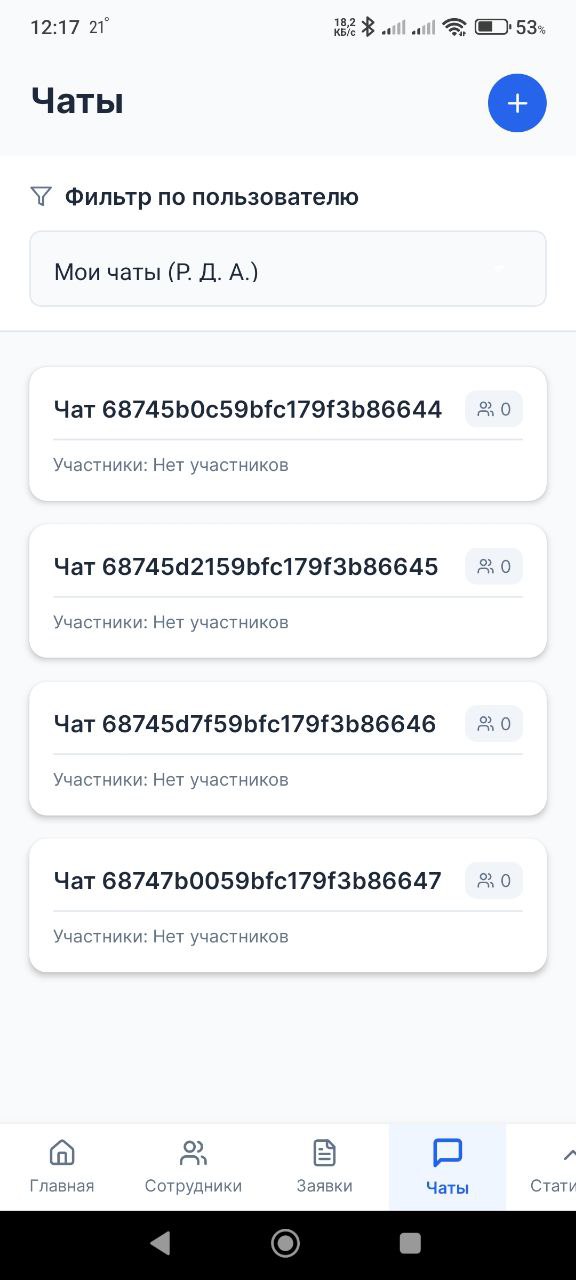 12:17 21°
18,2 КБ/с 53%
Чаты
Фильтр по пользователю
Мои чаты (Р. Д. А.)
Чат 68745b0c59bfc179f3b86644 0
Участники: Нет участников
Чат 68745d2159bfc179f3b86645 0
Участники: Нет участников
Чат 68745d7f59bfc179f3b86646 0
Участники: Нет участников
Чат 68747b0059bfc179f3b86647 0
Участники: Нет участников
Главная Сотрудники Заявки Чаты Стати